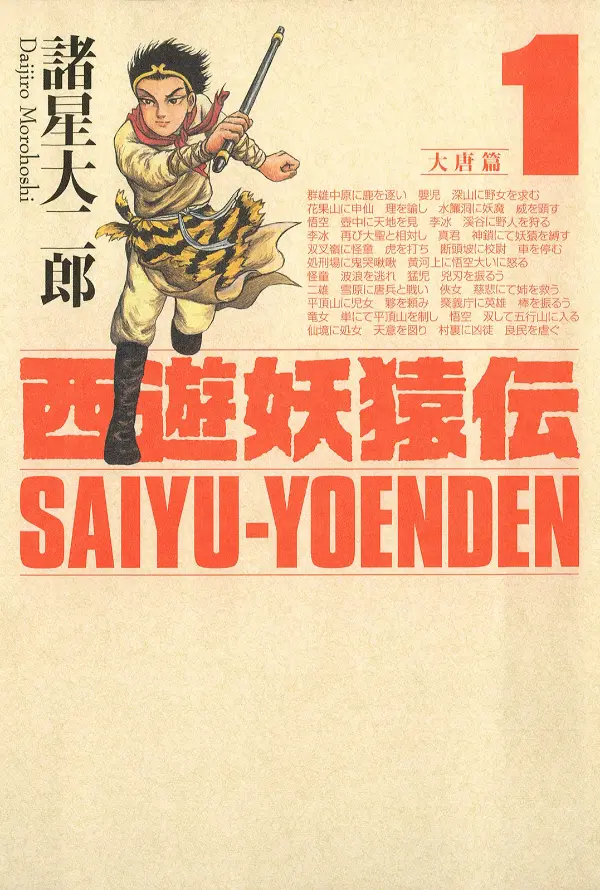 諸星大二郎
Daijiro Morohoshi
1
大唐篇
群雄中原に鹿を逐い　嬰児　深山に野女を求む
花果山に申仙　理を諭し　水簾洞に妖魔　威を顕す
悟空　壺中に天地を見　李冰　渓谷に野人を狩る
李冰　再び大聖と相対し　真君　神鎖にて妖猿を縛す
双叉嶺に怪童　虎を打ち　断頭坡に校尉　車を停む
処刑場に鬼哭啾啾　黄河上に悟空大いに怒る
怪童　波浪を逃れ　猛児　兇刃を振るう
二雄　雪原に唐兵と戦い　侠女　慈悲にて姉を救う
平頂山に児女　夥を頼み　聚義庁に英雄　棒を振るう
竜女　単にて平頂山を制し　悟空　双して五行山に入る
仙境に処女　天意を図り　村裏に凶徒　良民を虐ぐ
西遊妖猿伝
SAIYU-YOENDEN